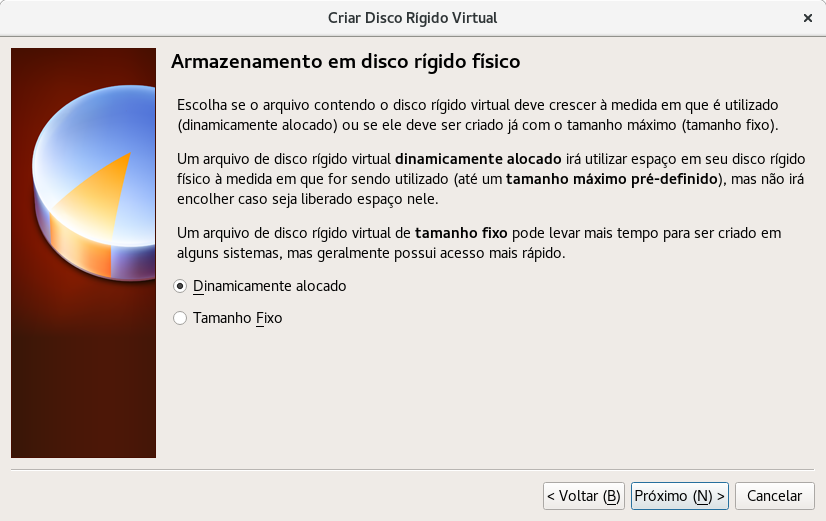 Criar Disco Rígido Virtual
Armazenamento em disco rígido físico
Escolha se o arquivo contendo o disco rígido virtual deve crescer à medida em que é utilizado
(dinamicamente alocado) ou se ele deve ser criado já com o tamanho máximo (tamanho fixo).
Um arquivo de disco rígido virtual dinamicamente alocado irá utilizar espaço em seu disco rígido
físico à medida em que for sendo utilizado (até um tamanho máximo pré-definido), mas não irá
encolher caso seja liberado espaço nele.
Um arquivo de disco rígido virtual de tamanho fixo pode levar mais tempo para ser criado em
alguns sistemas, mas geralmente possui acesso mais rápido.
Dinamicamente alocado
Tamanho Fixo
< Voltar (B) Próximo (N) > Cancelar